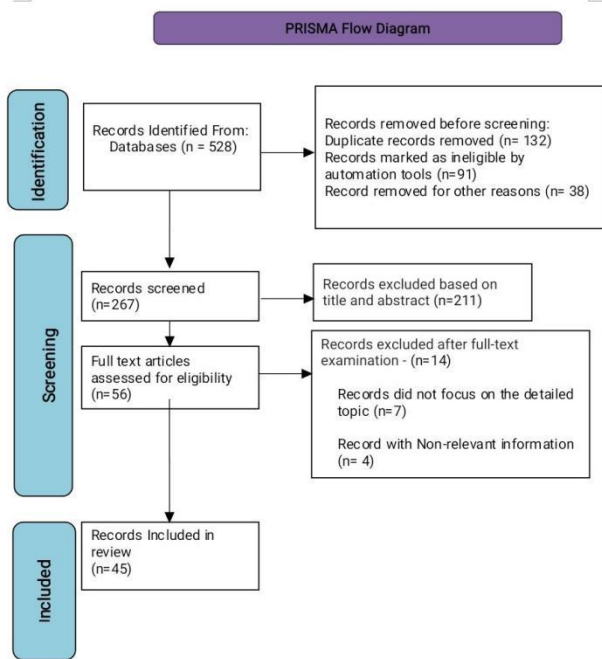 PRISMA Flow Diagram
Identification
Records Identified From:
Databases (n = 528)
Records removed before screening:
Duplicate records removed (n= 132)
Records marked as ineligible by
automation tools (n=91)
Record removed for other reasons (n= 38)
Screening
Records screened
(n=267)
Records excluded based on
title and abstract (n=211)
Full text articles
assessed for eligibility
(n=56)
Records excluded after full-text
examination - (n=14)
Records did not focus on the detailed
topic (n=7)
Record with Non-relevant information
(n= 4)
Included
Records Included in
review
(n=45)